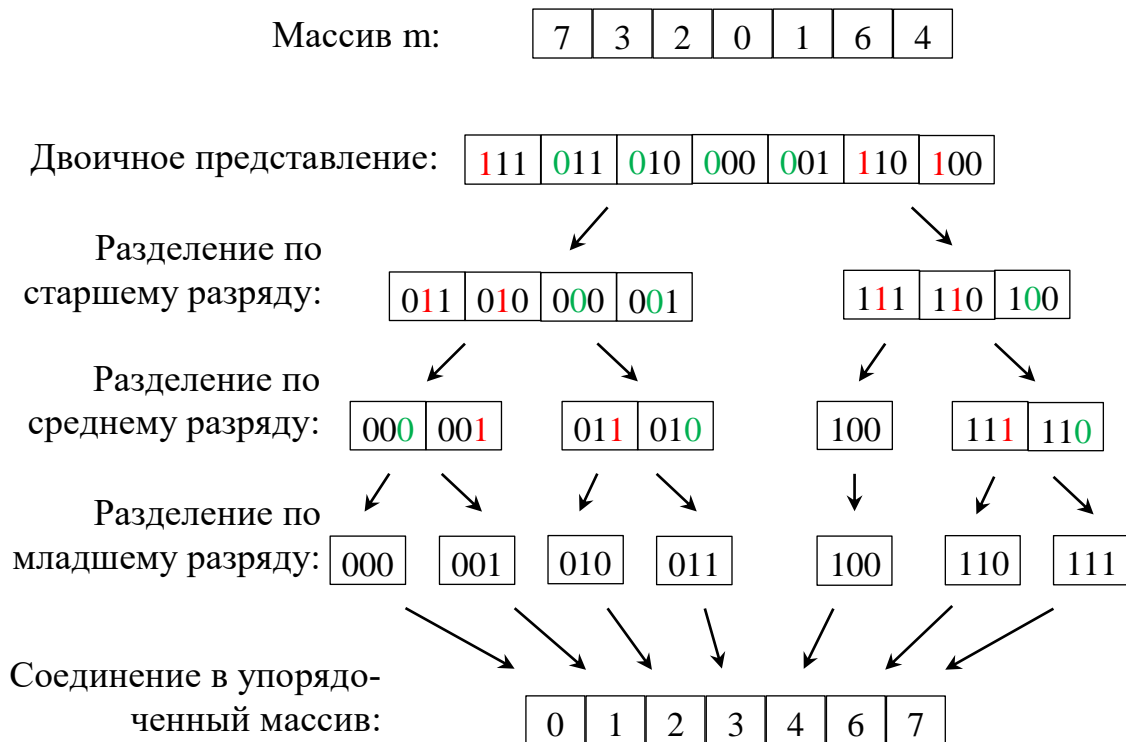 Массив m: 7 3 2 0 1 6 4
Двоичное представление: 111 011 010 000 001 110 100
Разделение по
старшему разряду: 011 010 000 001 111 110 100
Разделение по
среднему разряду: 000 001 011 010 100 111 110
Разделение по
младшему разряду: 000 001 010 011 100 110 111
Соединение в упорядо-
ченный массив: 0 1 2 3 4 6 7